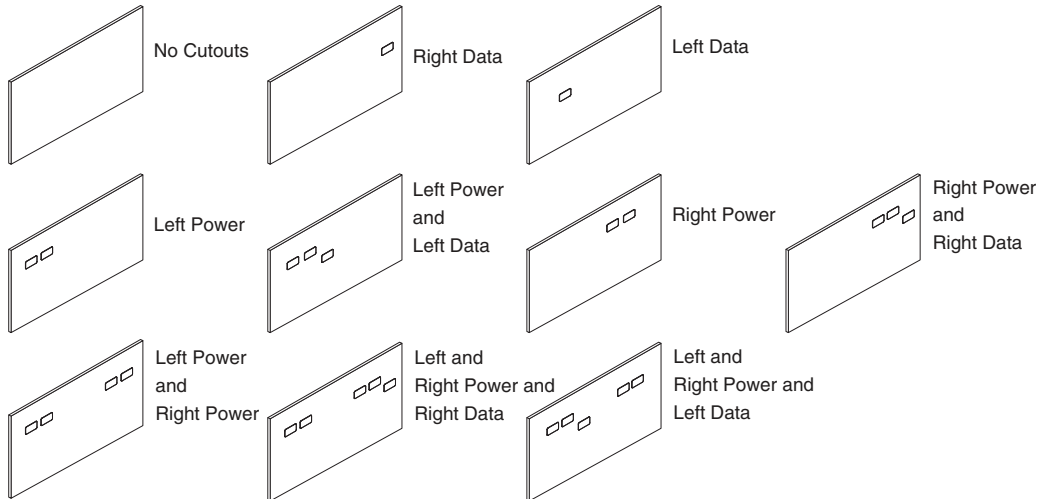 No Cutouts
Right Data
Left Data
Left Power
Left Power
and
Left Data
Right Power
Right Power
and
Right Data
Left Power
and
Right Power
Left and
Right Power and
Right Data
Left and
Right Power and
Left Data